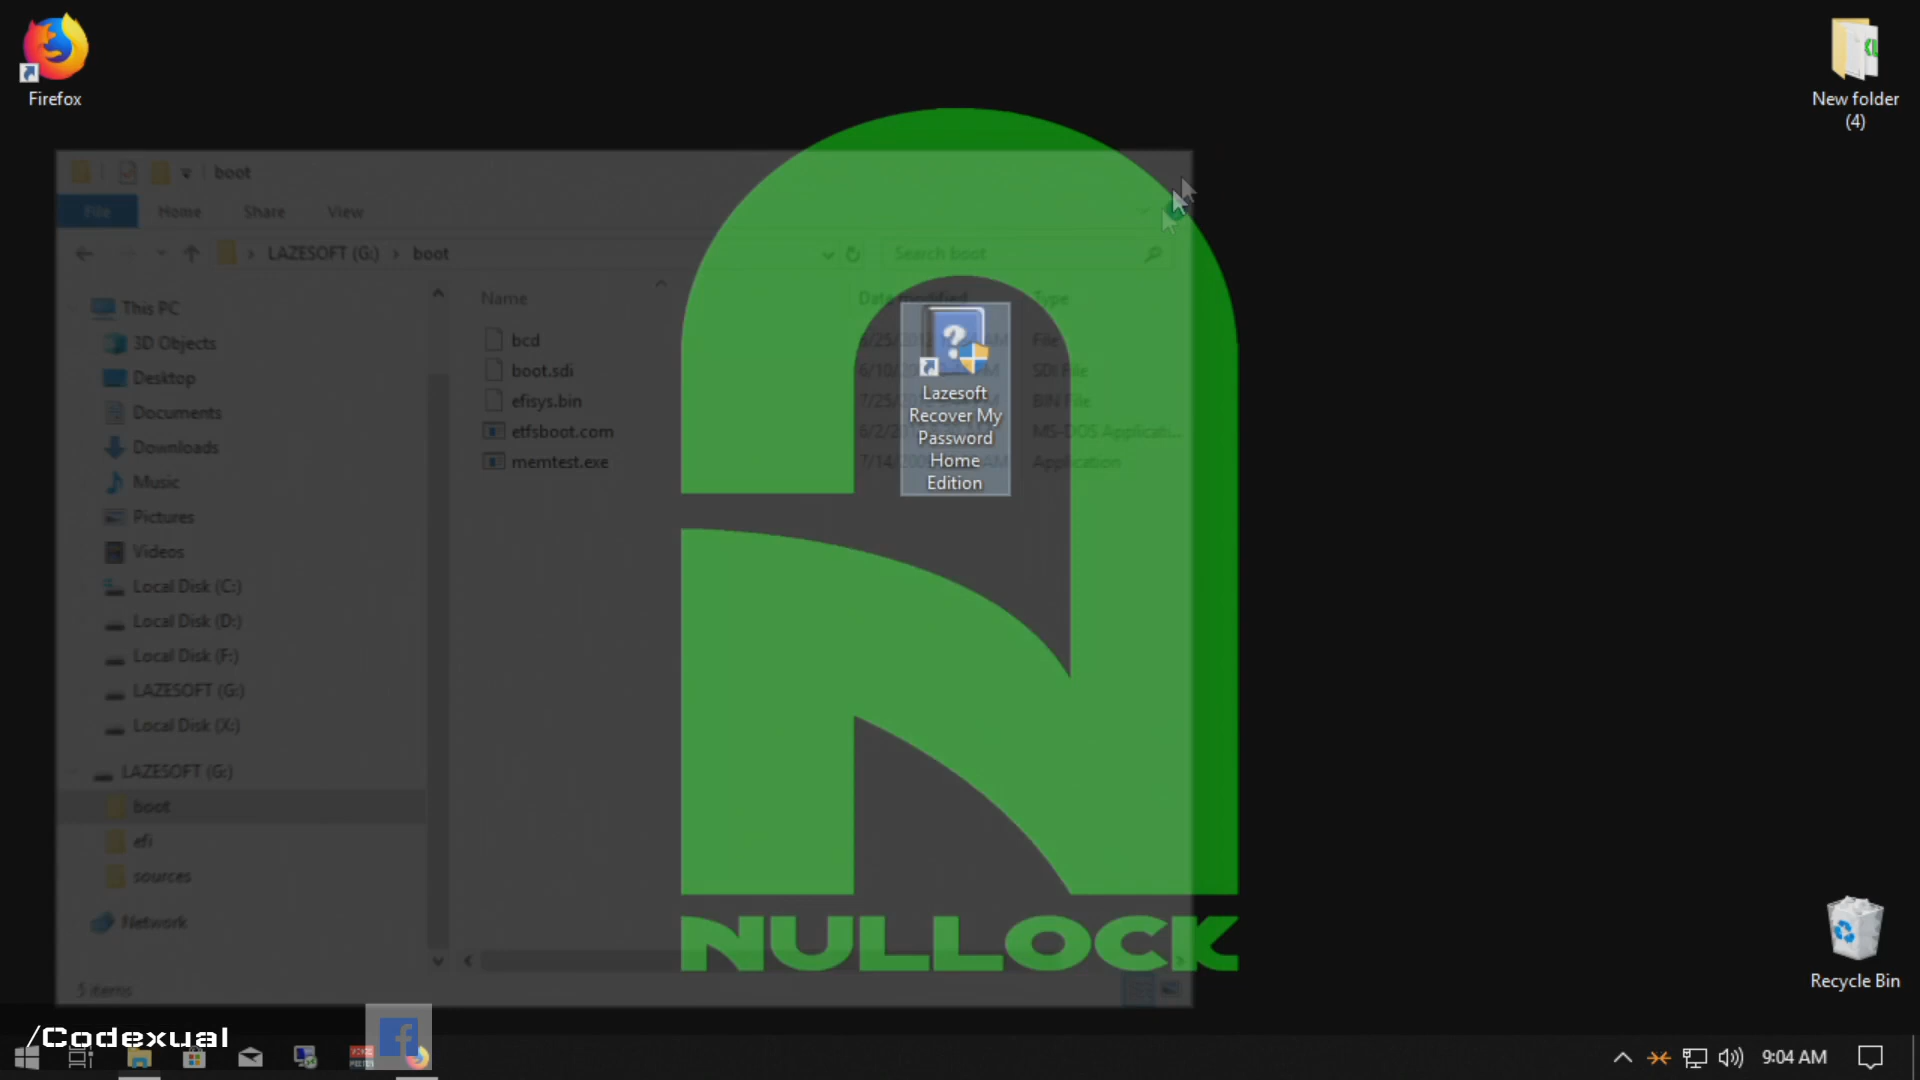 Firefox
New folder
(4)
boot
File
Home
Share
View
LAZESOFT (G:)
boot
Search boot
This PC
3D Objects
Desktop
Documents
Downloads
Music
Pictures
Videos
Local Disk (C:)
Local Disk (D:)
Local Disk (F:)
LAZESOFT (G:)
Local Disk (X:)
LAZESOFT (G:)
boot
efi
sources
Network
Name
Date modified
Type
bcd
File
boot.sdi
SDI File
efisys.bin
BIN File
etfsboot.com
MS-DOS Applicati...
memtest.exe
Application
Lazesoft
Recover My
Password
Home
Edition
NULLOCK
5 items
Recycle Bin
/Codexual
9:04 AM